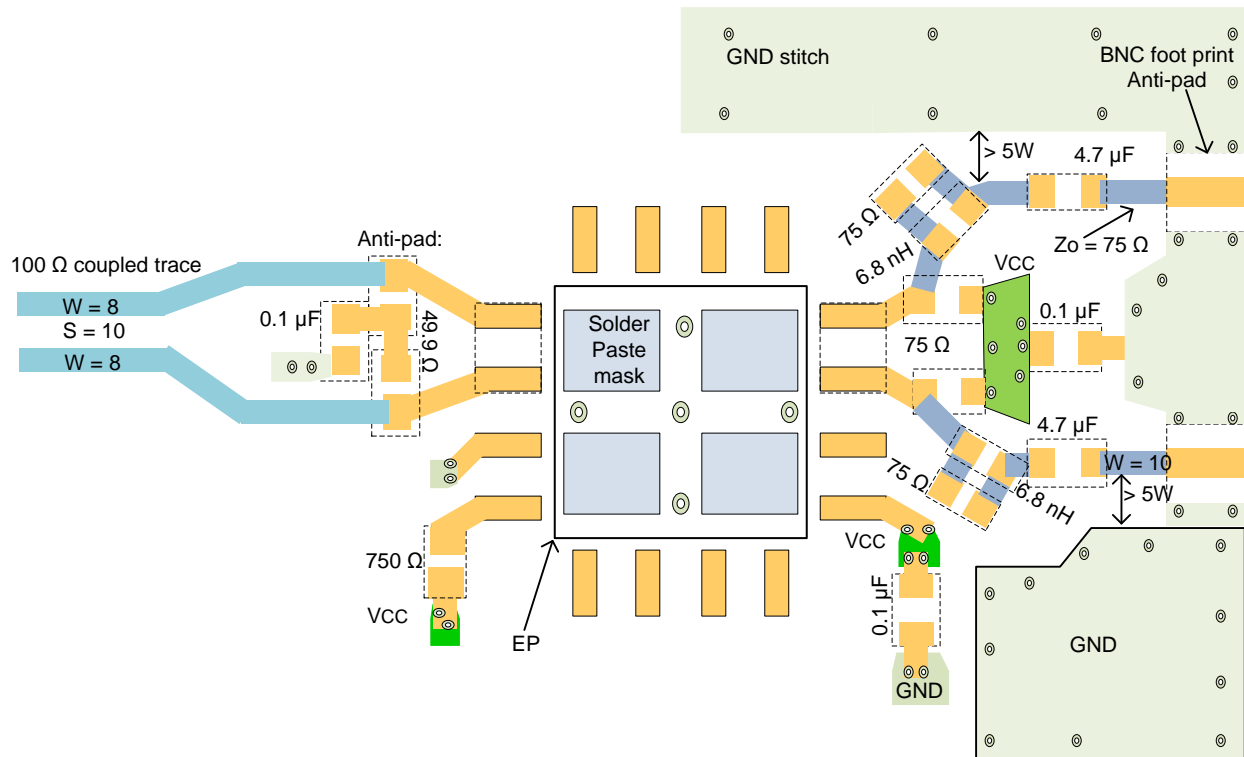 GND stitch
BNC foot print
Anti-pad
> 5W
4.7 µF
75 Ω
6.8 nH
Zo = 75 Ω
Anti-pad:
100 Ω coupled trace
W = 8
S = 10
W = 8
0.1 µF
49.9 Ω
Solder
Paste
mask
VCC
0.1 µF
75 Ω
4.7 µF
W = 10
75 Ω
6.8 nH
> 5W
750 Ω
VCC
EP
VCC
0.1 µF
GND
GND